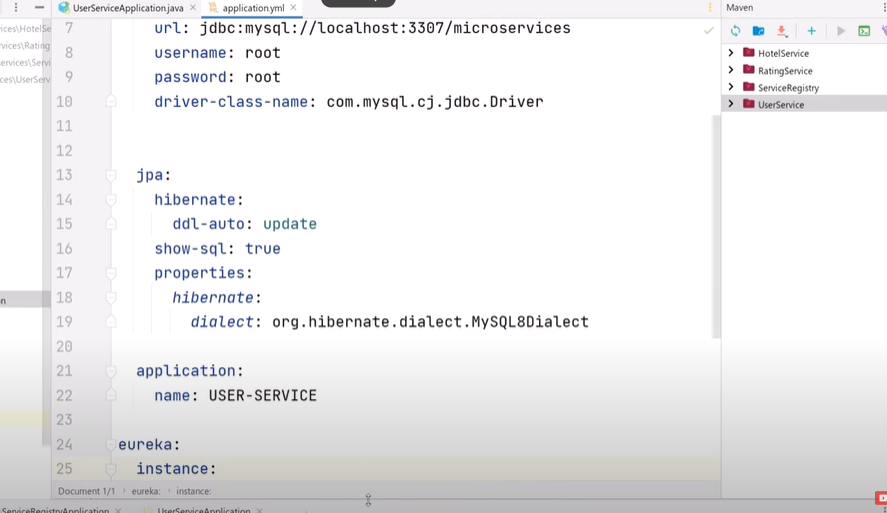 UserServiceApplication.java
application.yml
Maven
7 url: jdbc:mysql://localhost:3307/microservices
8 username: root
9 password: root
10 driver-class-name: com.mysql.cj.jdbc.Driver
11
12
13 jpa:
14 hibernate:
15 ddl-auto: update
16 show-sql: true
17 properties:
18 hibernate:
19 dialect: org.hibernate.dialect.MySQL8Dialect
20
21 application:
22 name: USER-SERVICE
23
24 eureka:
25 instance:
Document 1/1 › eureka: › instance:
ServiceRegistryApplication
UserServiceApplication
HotelService
RatingService
ServiceRegistry
UserService